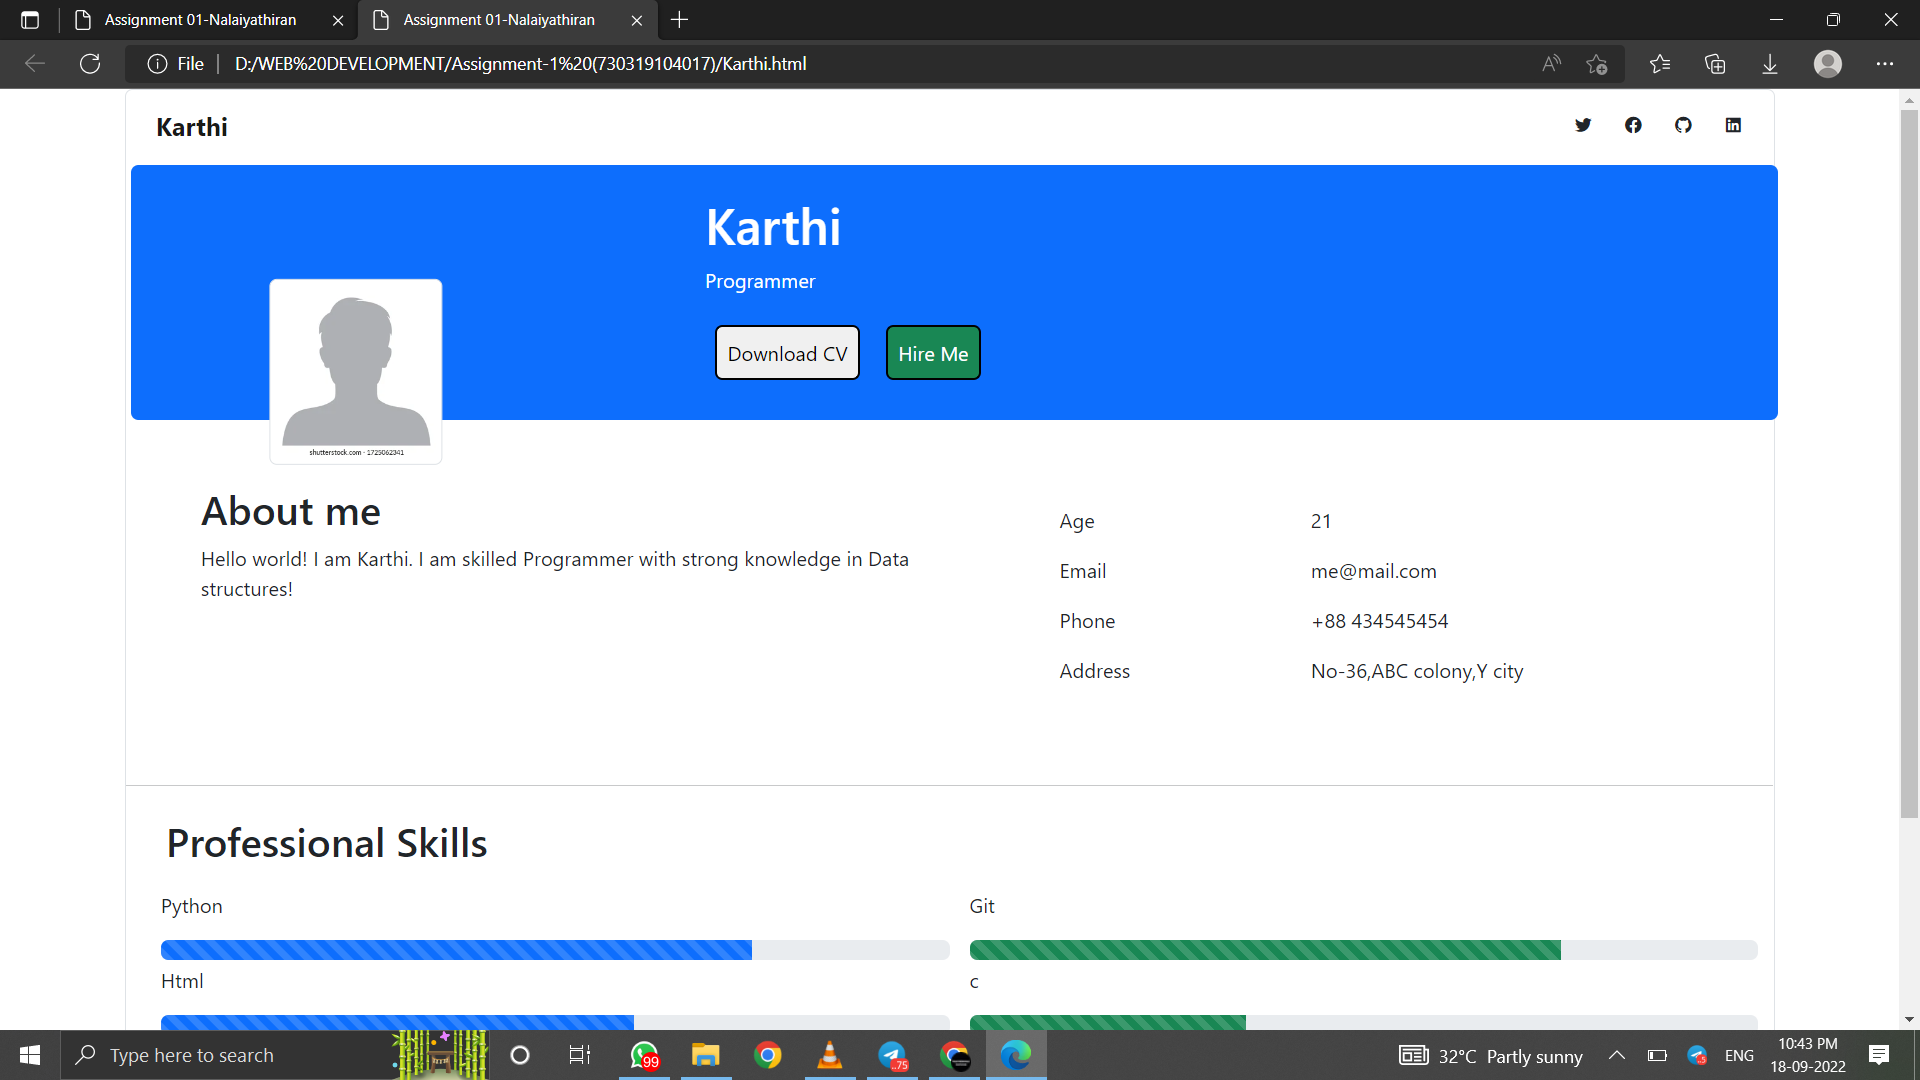 Assignment 01-Nalaiyathiran
Assignment 01-Nalaiyathiran
File
D:/WEB%20DEVELOPMENT/Assignment-1%20(730319104017)/Karthi.html
Karthi
Karthi
Programmer
Download CV
Hire Me
shutterstock.com · 1725062341
About me
Hello world! I am Karthi. I am skilled Programmer with strong knowledge in Data
structures!
Age 21
Email me@mail.com
Phone +88 434545454
Address No-36,ABC colony,Y city
Professional Skills
Python
Git
Html
c
Type here to search
99
..75
32°C Partly sunny
ENG
10:43 PM
18-09-2022